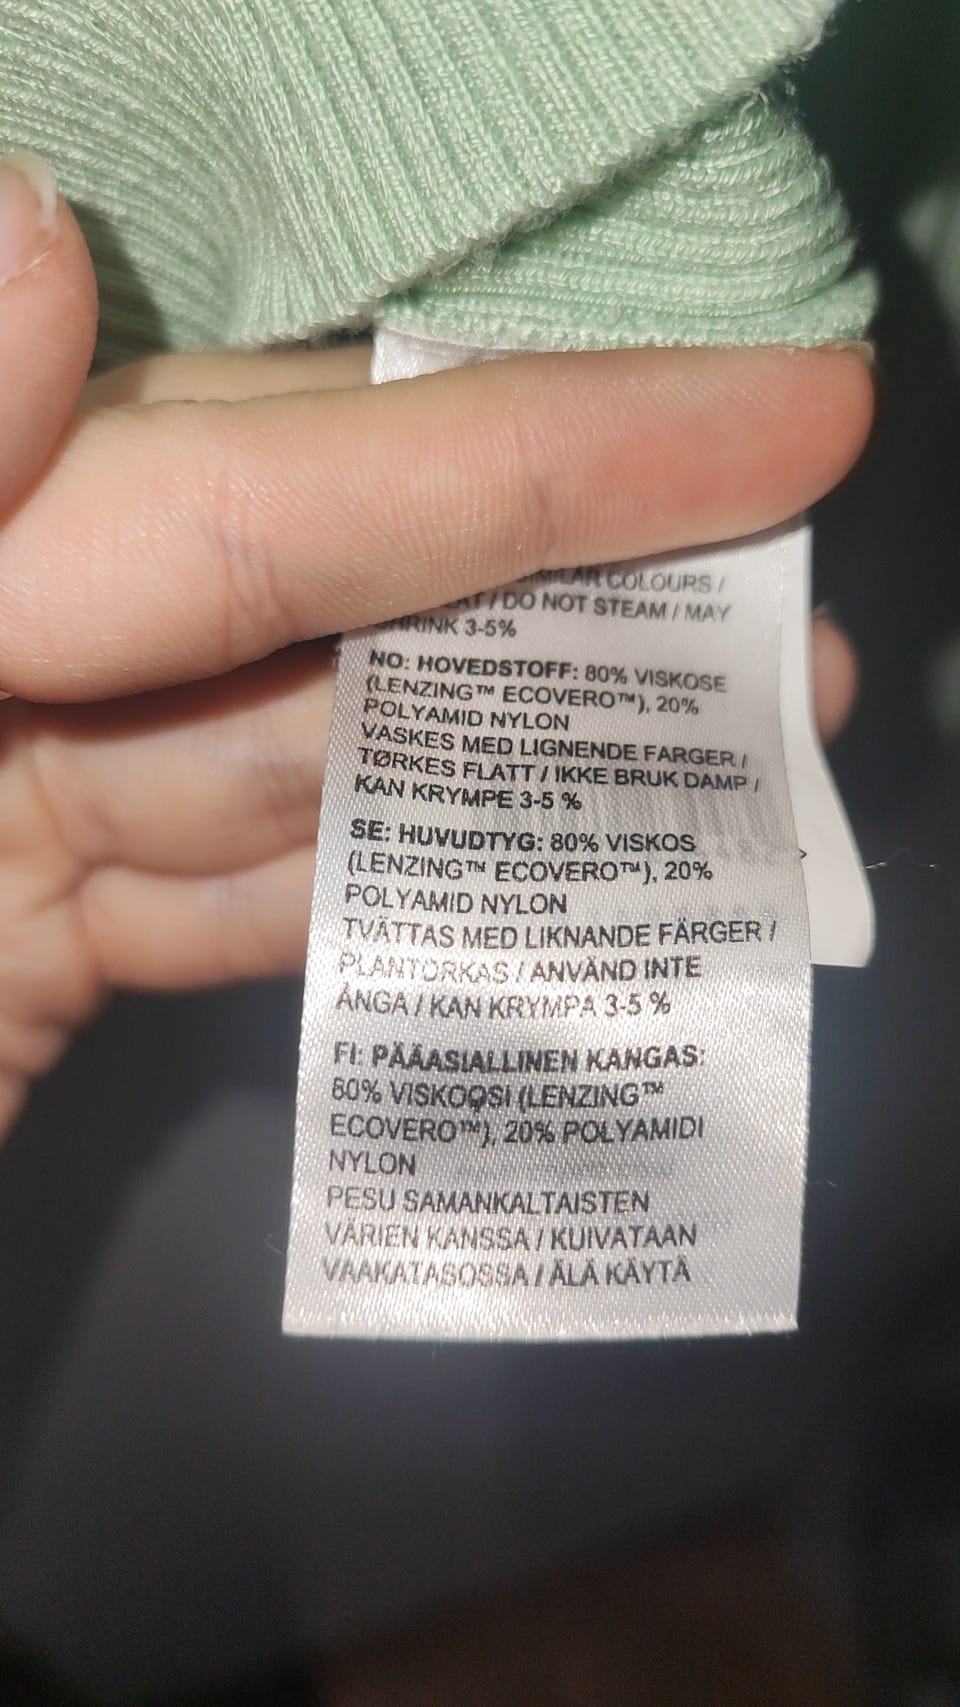 SIMILAR COLOURS /
/ DO NOT STEAM / MAY
SHRINK 3-5%
NO: HOVEDSTOFF: 80% VISKOSE
(LENZING™ ECOVERO™), 20%
POLYAMID NYLON
VASKES MED LIGNENDE FARGER /
TØRKES FLATT / IKKE BRUK DAMP /
KAN KRYMPE 3-5 %
SE: HUVUDTYG: 80% VISKOS
(LENZING™ ECOVERO™), 20%
POLYAMID NYLON
TVÄTTAS MED LIKNANDE FÄRGER /
PLANTORKAS / ANVÄND INTE
ÅNGA / KAN KRYMPA 3-5 %
FI: PÄÄASIALLINEN KANGAS:
80% VISKOOSI (LENZING™
ECOVERO™), 20% POLYAMIDI
NYLON
PESU SAMANKALTAISTEN
VÄRIEN KANSSA / KUIVATAAN
VAAKATASOSSA / ÄLÄ KÄYTÄ